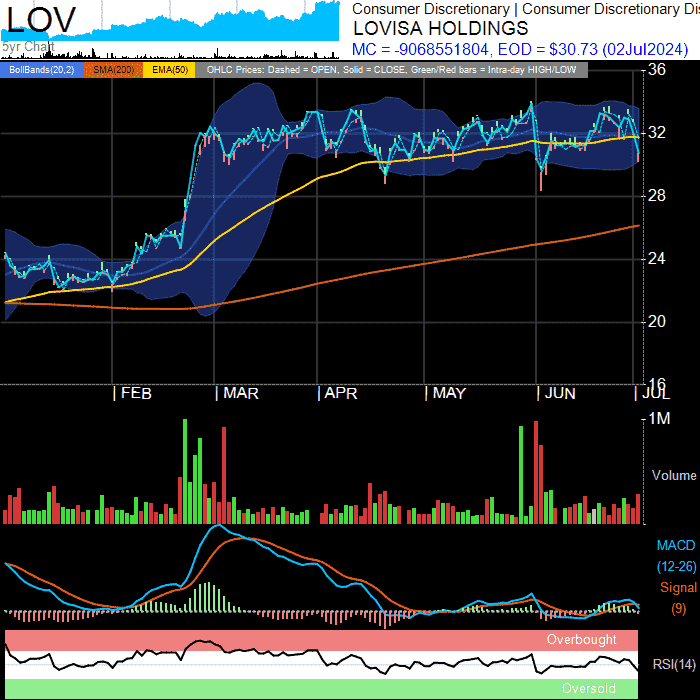 LOV
5yr Chart
Consumer Discretionary | Consumer Discretionary Dis
LOVISA HOLDINGS
MC = -9068551804, EOD = $30.73 (02Jul2024)
BollBands(20,2) SMA(200) EMA(50) OHLC Prices: Dashed = OPEN, Solid = CLOSE, Green/Red bars = Intra-day HIGH/LOW
36
32
28
24
20
16
FEB MAR APR MAY JUN JUL
1M
Volume
MACD
(12-26)
Signal
(9)
Overbought
RSI(14)
Oversold